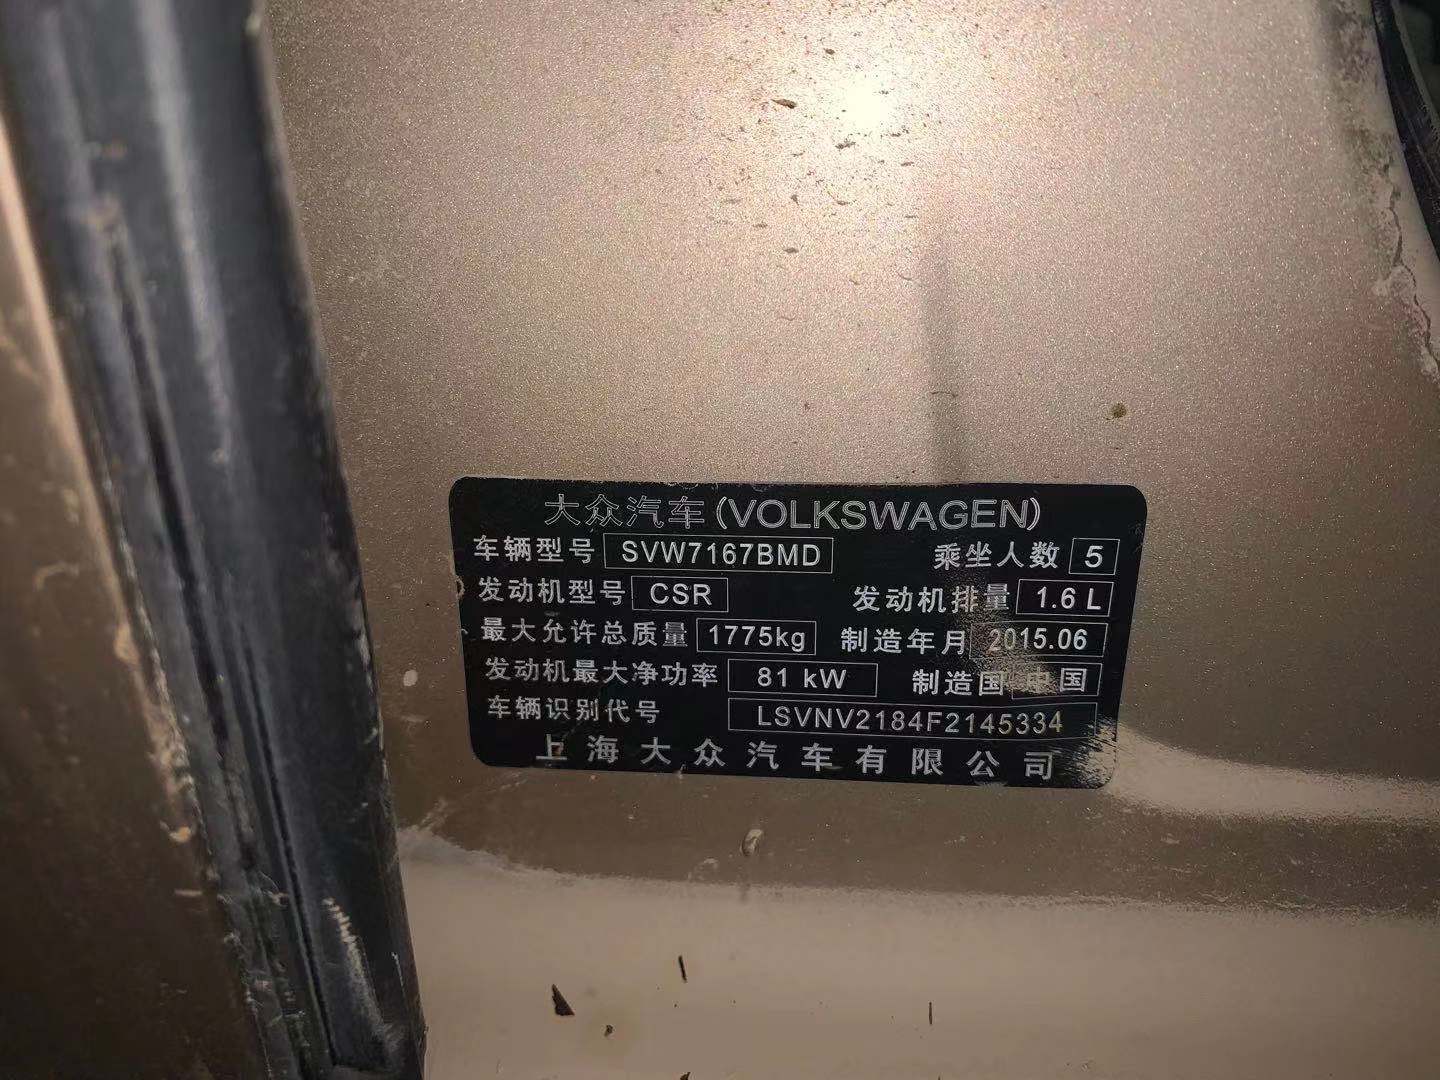 大众汽车(VOLKSWAGEN)
车辆型号 SVW7167BMD 乘坐人数 5
发动机型号 CSR 发动机排量 1.6 L
最大允许总质量 1775kg 制造年月 2015.06
发动机最大净功率 81 kW 制造国 中国
车辆识别代号 LSVNV2184F2145334
上海大众汽车有限公司